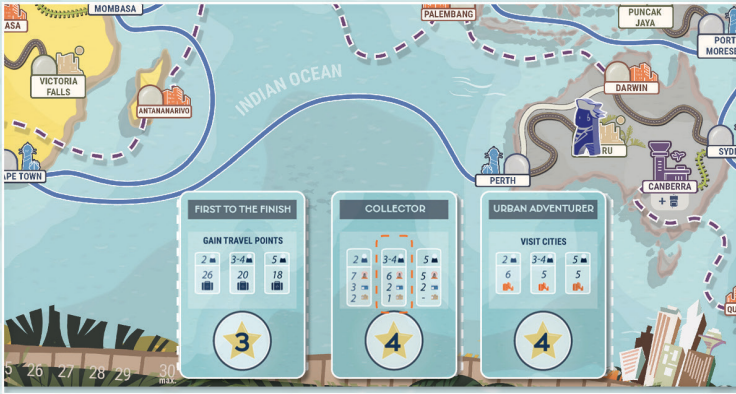 MOMBASA
PALEMBANG
PUNCAK
JAYA
ASA
PORT
MORESB
VICTORIA
FALLS
INDIAN OCEAN
DARWIN
ANTANANARIVO
RU
SYD
APE TOWN
PERTH
CANBERRA
+
FIRST TO THE FINISH
GAIN TRAVEL POINTS
2 3-4 5
26 20 18
3
COLLECTOR
2 3-4 5
7 6 5
3 2 2
2 1 -
4
URBAN ADVENTURER
VISIT CITIES
2 3-4 5
6 5 5
4
QU
5 26 27 28 29 30
max.